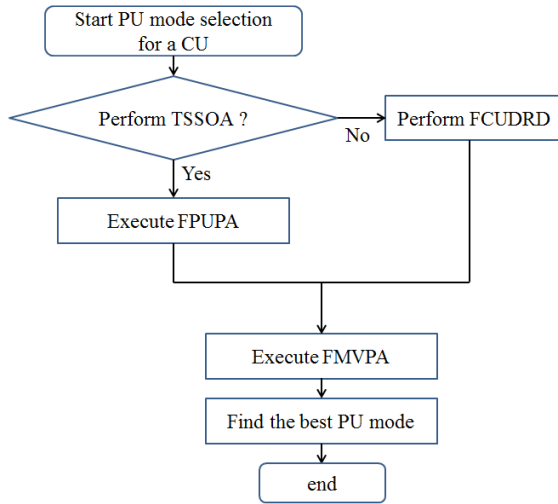 Start PU mode selection
for a CU
Perform TSSOA ?
No
Perform FCUDRD
Yes
Execute FPUPA
Execute FMVPA
Find the best PU mode
end